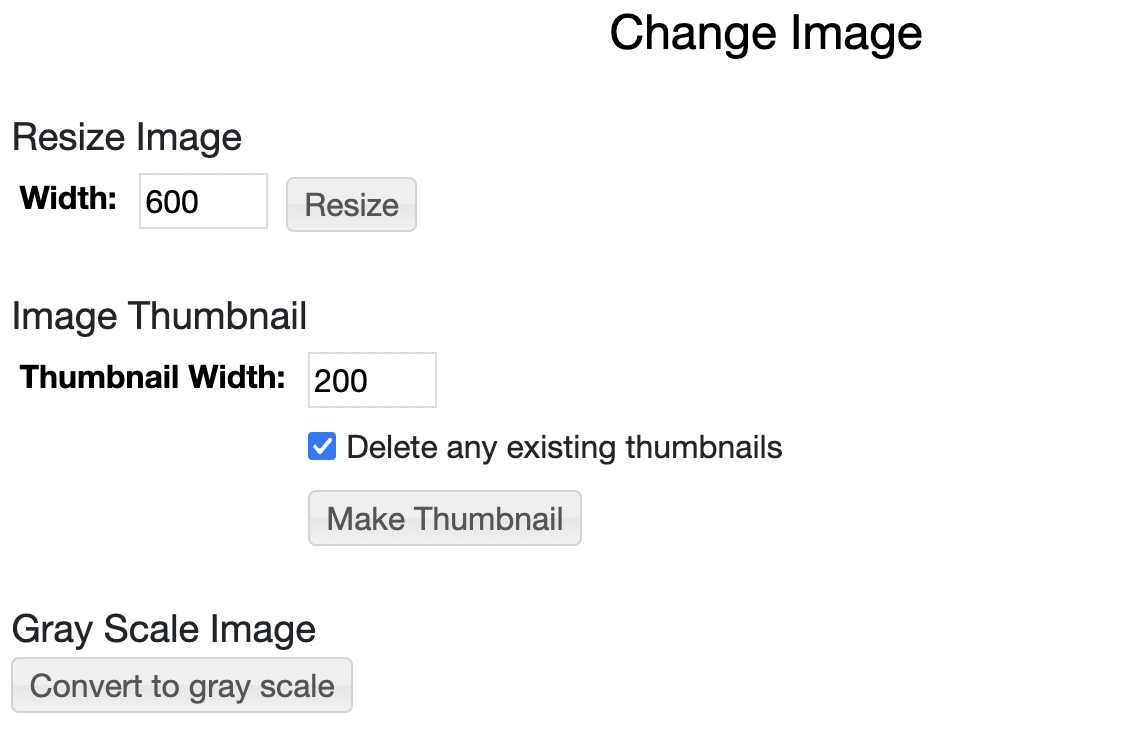 Change Image
Resize Image
Width: 600 Resize
Image Thumbnail
Thumbnail Width: 200
Delete any existing thumbnails
Make Thumbnail
Gray Scale Image
Convert to gray scale